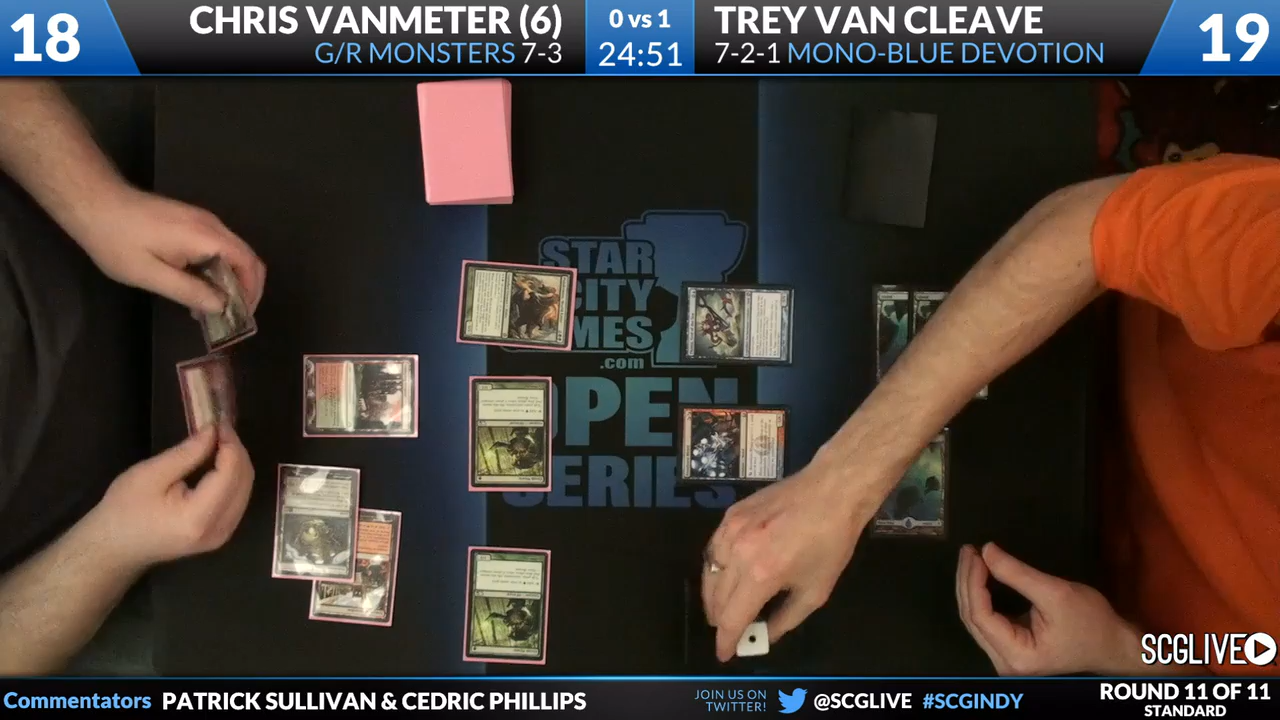 18
CHRIS VANMETER (6)
G/R MONSTERS 7-3
0 vs 1
24:51
TREY VAN CLEAVE
7-2-1 MONO-BLUE DEVOTION
19
STAR
CITY
GAMES
.com
OPEN
SERIES
SCGLIVE
Commentators PATRICK SULLIVAN & CEDRIC PHILLIPS
JOIN US ON
TWITTER!
@SCGLIVE #SCGINDY
ROUND 11 OF 11
STANDARD